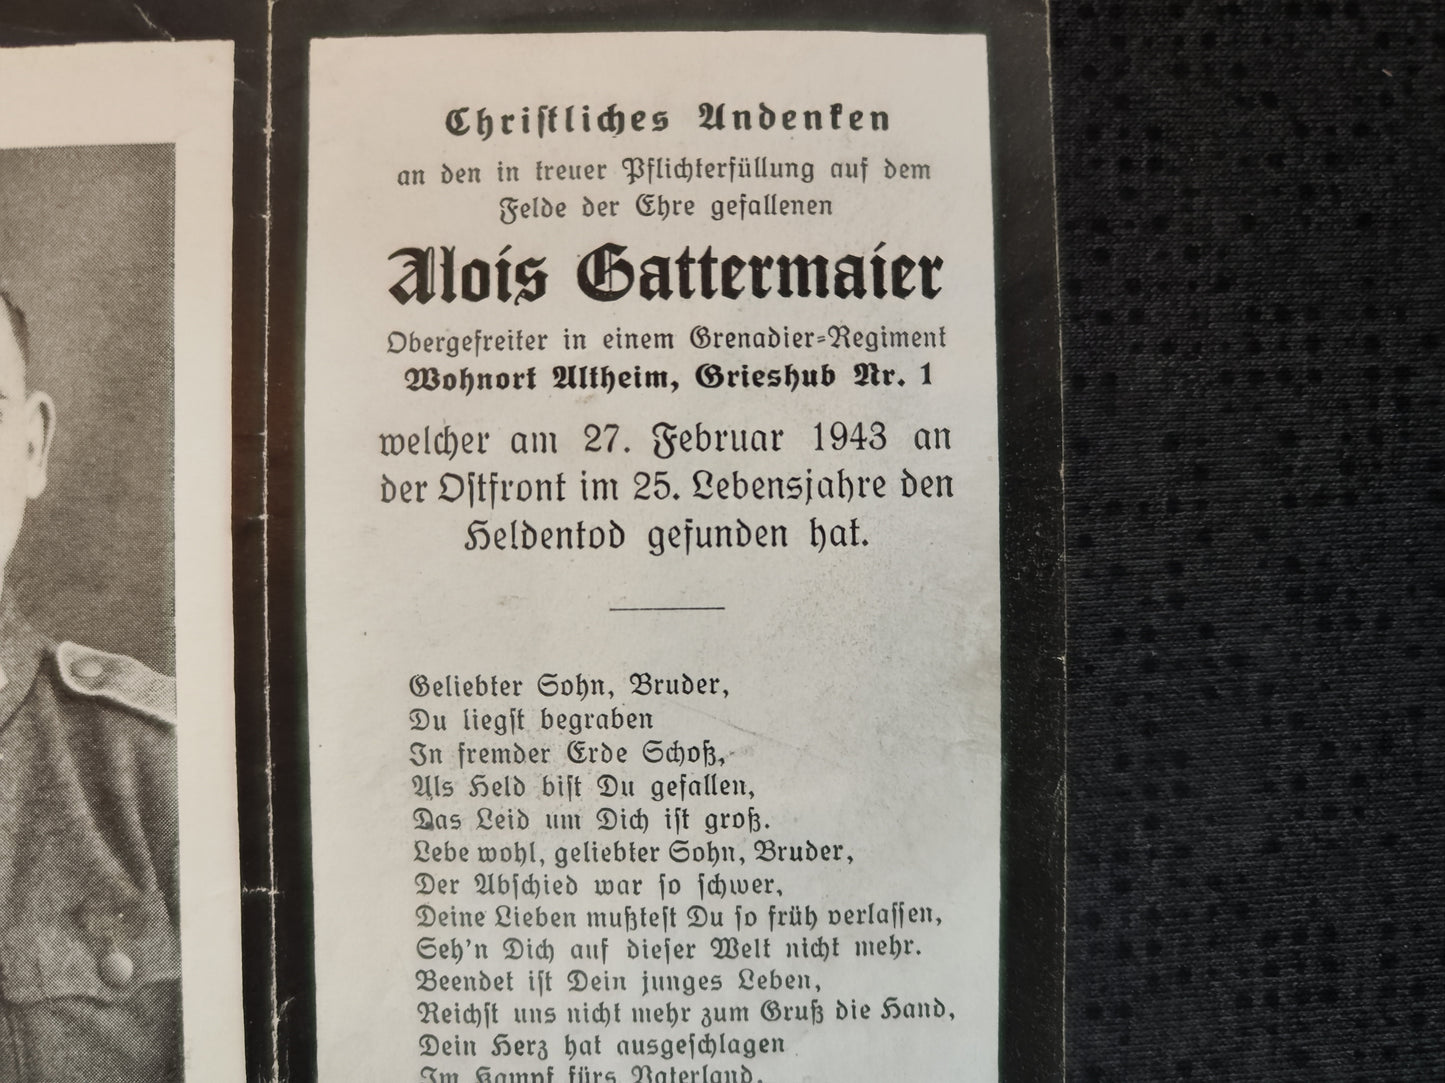 Christliches Andenken
an den in treuer Pflichterfüllung auf dem
Felde der Ehre gefallenen
Alois Gattermaier
Obergefreiter in einem Grenadier-Regiment
Wohnort Altheim, Grieshub Nr. 1
welcher am 27. Februar 1943 an
der Ostfront im 25. Lebensjahre den
Heldentod gefunden hat.
Geliebter Sohn, Bruder,
Du liegst begraben
In fremder Erde Schoß,
Als Held bist Du gefallen,
Das Leid um Dich ist groß.
Lebe wohl, geliebter Sohn, Bruder,
Der Abschied war so schwer,
Deine Lieben mußtest Du so früh verlassen,
Seh'n Dich auf dieser Welt nicht mehr.
Beendet ist Dein junges Leben,
Reichst uns nicht mehr zum Gruß die Hand,
Dein Herz hat ausgeschlagen
Im Kampf fürs Vaterland.